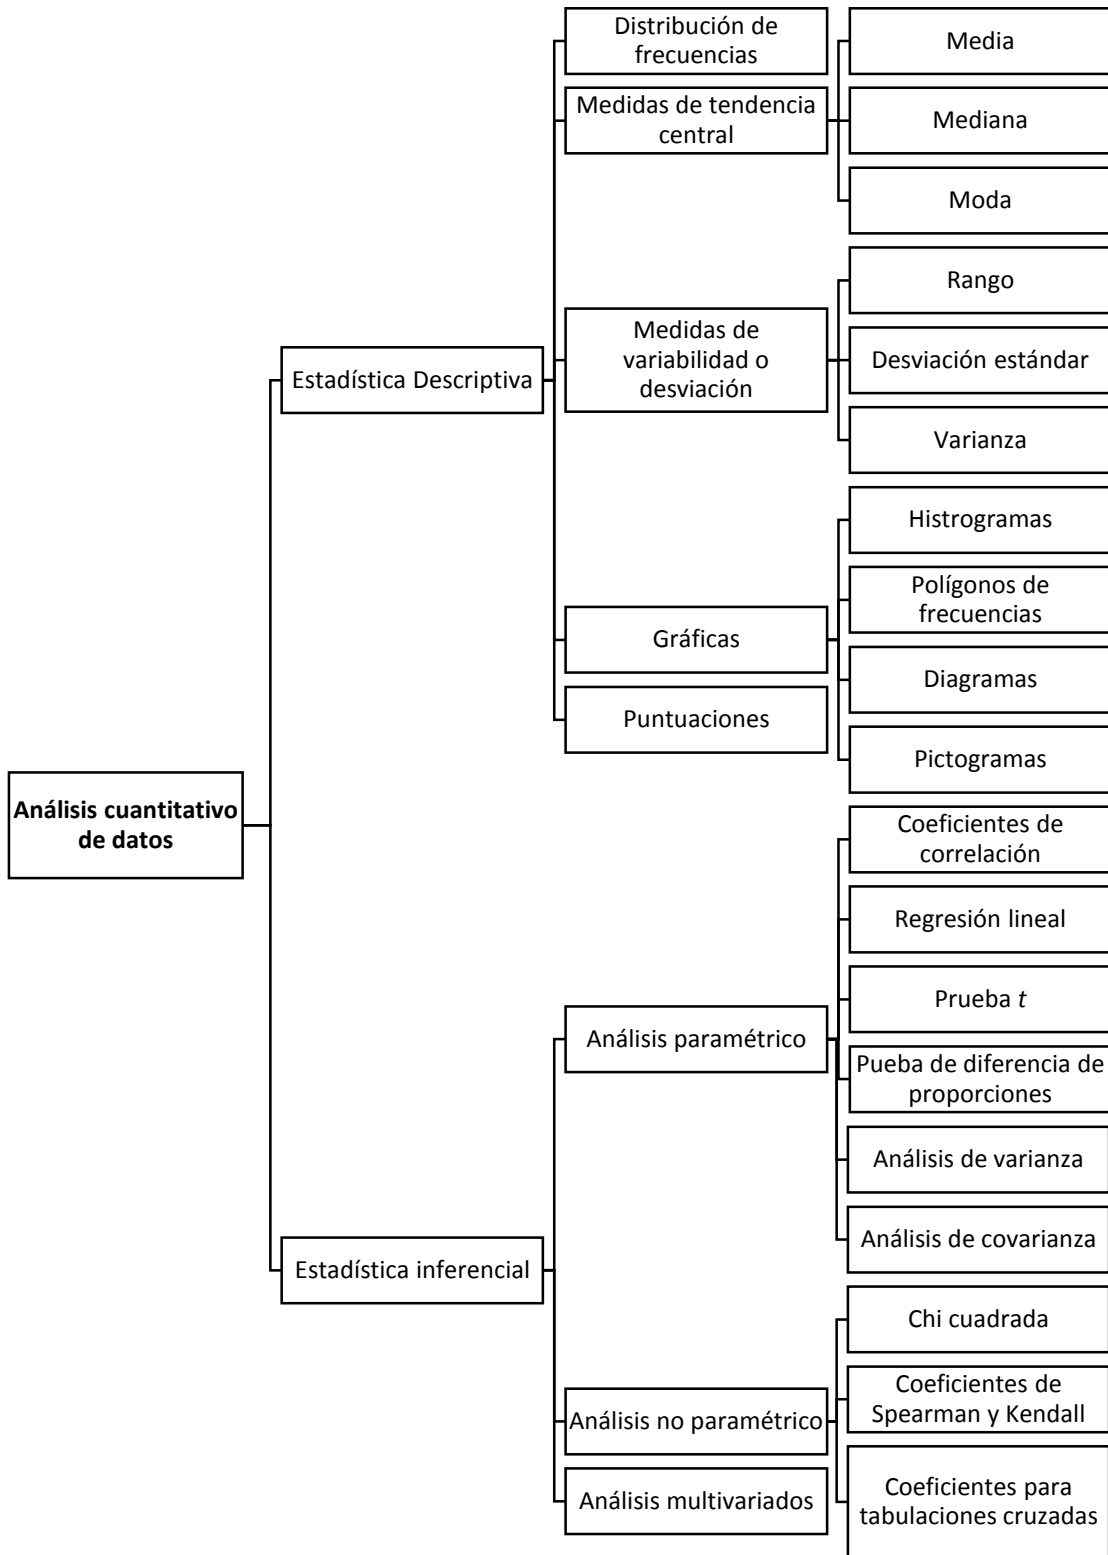 Análisis cuantitativo
de datos
Estadística Descriptiva
Distribución de
frecuencias
Medidas de tendencia
central
Media
Mediana
Moda
Medidas de
variabilidad o
desviación
Rango
Desviación estándar
Varianza
Gráficas
Histrogramas
Polígonos de
frecuencias
Diagramas
Pictogramas
Puntuaciones
Estadística inferencial
Análisis paramétrico
Coeficientes de
correlación
Regresión lineal
Prueba t
Pueba de diferencia de
proporciones
Análisis de varianza
Análisis de covarianza
Análisis no paramétrico
Chi cuadrada
Coeficientes de
Spearman y Kendall
Coeficientes para
tabulaciones cruzadas
Análisis multivariados